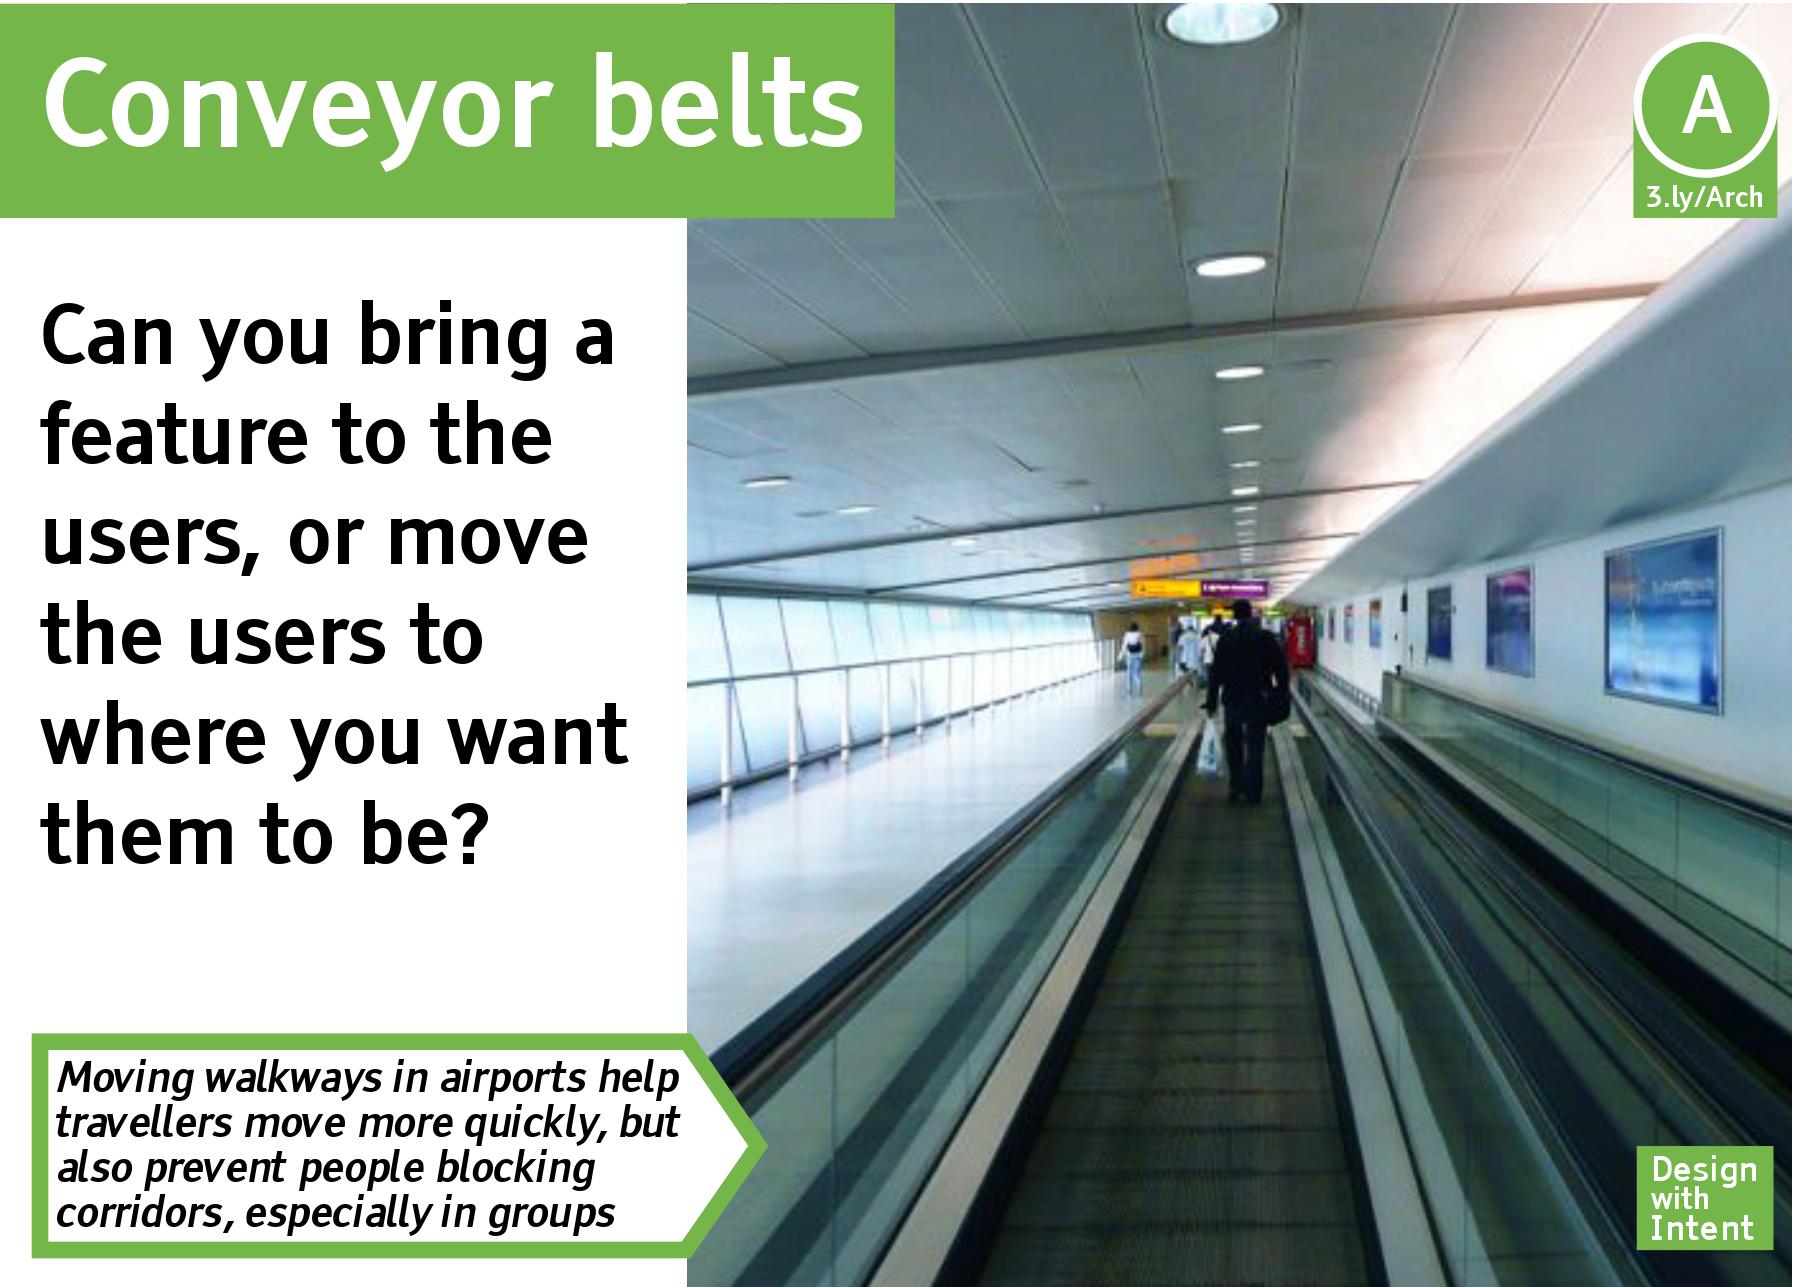 Conveyor belts
A
3.ly/Arch
Can you bring a
feature to the
users, or move
the users to
where you want
them to be?
Moving walkways in airports help
travellers move more quickly, but
also prevent people blocking
corridors, especially in groups
Design
with
Intent